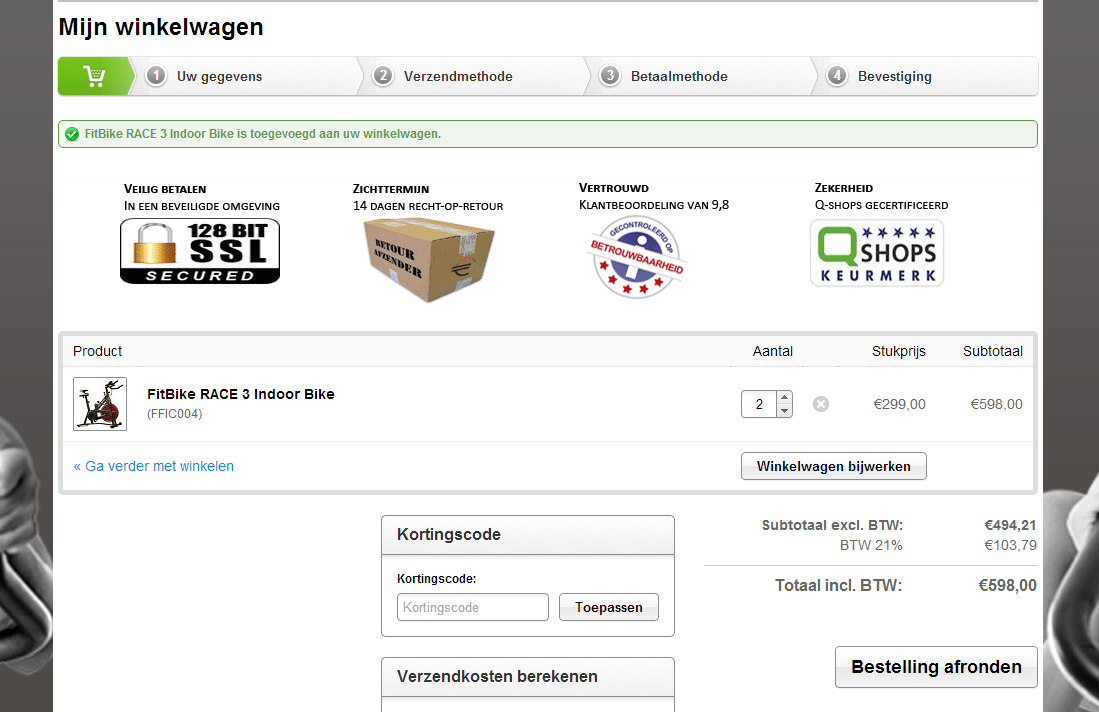 Mijn winkelwagen
1 Uw gegevens
2 Verzendmethode
3 Betaalmethode
4 Bevestiging
FitBike RACE 3 Indoor Bike is toegevoegd aan uw winkelwagen.
Veilig betalen
In een beveiligde omgeving
128 BIT
SSL
SECURED
Zichttermijn
14 dagen recht-op-retour
RETOUR
AFZENDER
Vertrouwd
Klantbeoordeling van 9,8
GECONTROLEERD OP
BETROUWBAARHEID
Zekerheid
Q-shops gecertificeerd
Q SHOPS
KEURMERK
Product Aantal Stukprijs Subtotaal
FitBike RACE 3 Indoor Bike
(FFIC004)
2 €299,00 €598,00
« Ga verder met winkelen
Winkelwagen bijwerken
Kortingscode
Kortingscode:
Kortingscode
Toepassen
Verzendkosten berekenen
Subtotaal excl. BTW: €494,21
BTW 21% €103,79
Totaal incl. BTW: €598,00
Bestelling afronden